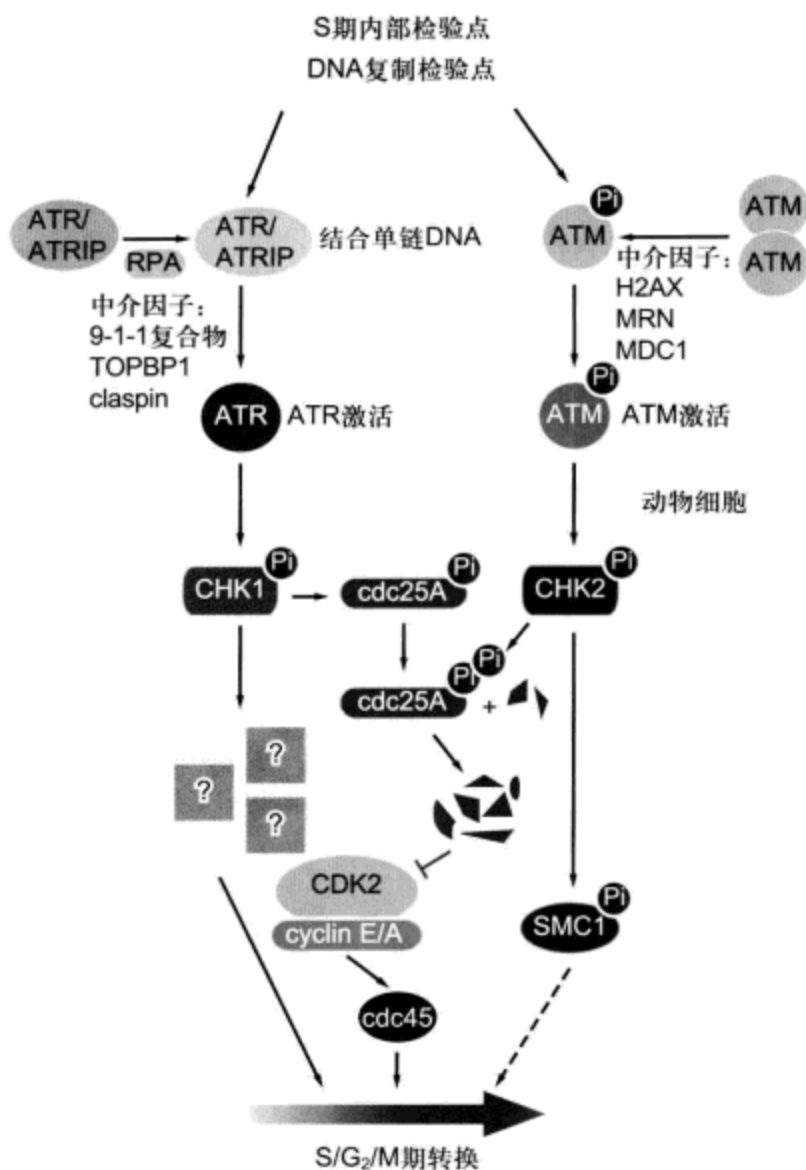 S期内部检验点
DNA复制检验点
Pi
ATR/
ATRIP
RPA
ATR/
ATRIP
结合单链DNA
ATM
ATM
ATM
中介因子：
9-1-1复合物
TOPBP1
claspin
中介因子：
H2AX
MRN
MDC1
Pi
ATR
ATR激活
ATM
ATM激活
动物细胞
Pi
CHK1
Pi
cdc25A
Pi
CHK2
Pi
Pi
cdc25A
+
?
?
?
CDK2
cyclin E/A
Pi
SMC1
cdc45
S/G₂/M期转换